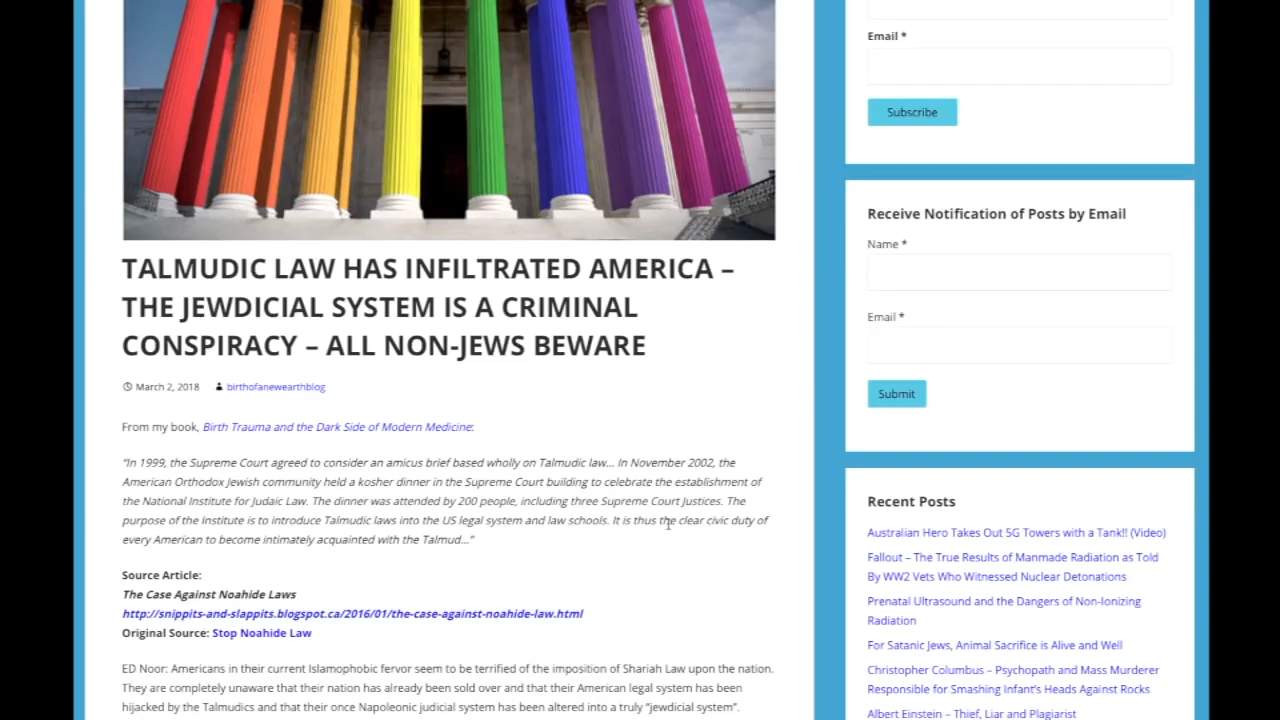 TALMUDIC LAW HAS INFILTRATED AMERICA –
THE JEWDICIAL SYSTEM IS A CRIMINAL
CONSPIRACY – ALL NON-JEWS BEWARE
March 2, 2018 birthofanewearthblog
From my book, Birth Trauma and the Dark Side of Modern Medicine:
"In 1999, the Supreme Court agreed to consider an amicus brief based wholly on Talmudic law... In November 2002, the
American Orthodox Jewish community held a kosher dinner in the Supreme Court building to celebrate the establishment of
the National Institute for Judaic Law. The dinner was attended by 200 people, including three Supreme Court Justices. The
purpose of the Institute is to introduce Talmudic laws into the US legal system and law schools. It is thus the clear civic duty of
every American to become intimately acquainted with the Talmud..."
Source Article:
The Case Against Noahide Laws
http://snippits-and-slappits.blogspot.ca/2016/01/the-case-against-noahide-law.html
Original Source: Stop Noahide Law
ED Noor: Americans in their current Islamophobic fervor seem to be terrified of the imposition of Shariah Law upon the nation.
They are completely unaware that their nation has already been sold over and that their American legal system has been
hijacked by the Talmudics and that their once Napoleonic judicial system has been altered into a truly "jewdicial system".
Email *
Subscribe
Receive Notification of Posts by Email
Name *
Email *
Submit
Recent Posts
Australian Hero Takes Out 5G Towers with a Tank!! (Video)
Fallout – The True Results of Manmade Radiation as Told
By WW2 Vets Who Witnessed Nuclear Detonations
Prenatal Ultrasound and the Dangers of Non-Ionizing
Radiation
For Satanic Jews, Animal Sacrifice is Alive and Well
Christopher Columbus – Psychopath and Mass Murderer
Responsible for Smashing Infant's Heads Against Rocks
Albert Einstein – Thief, Liar and Plagiarist